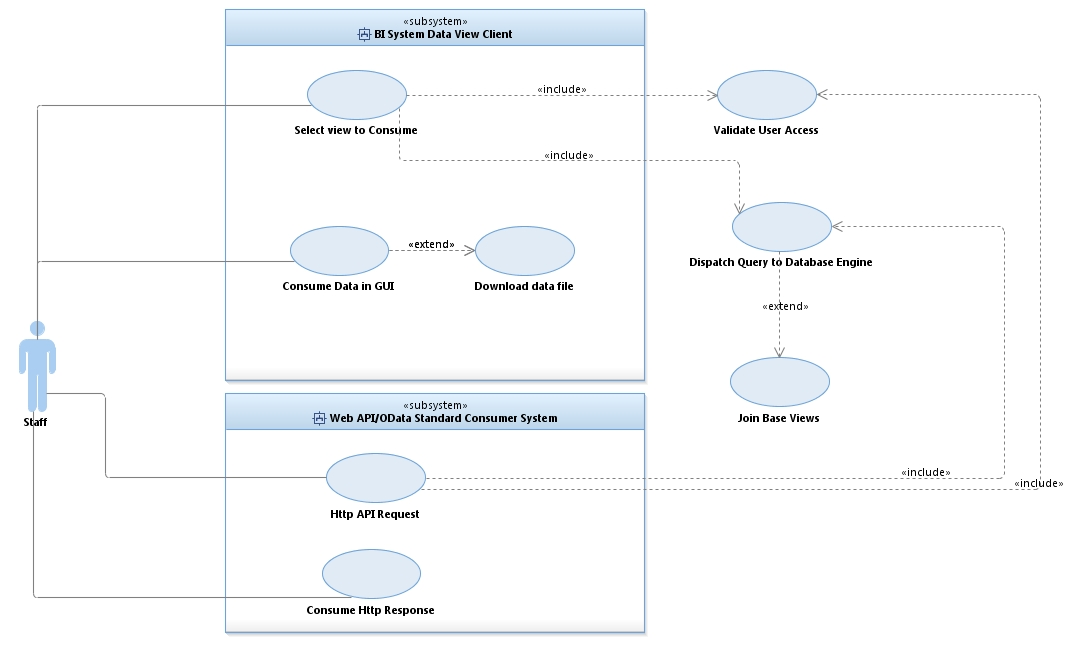 «subsystem»
BI System Data View Client
«include»
Select view to Consume
Validate User Access
«include»
«extend»
Consume Data in GUI
Download data file
Dispatch Query to Database Engine
«extend»
Join Base Views
Staff
«subsystem»
Web API/OData Standard Consumer System
«include»
«include»
Http API Request
Consume Http Response